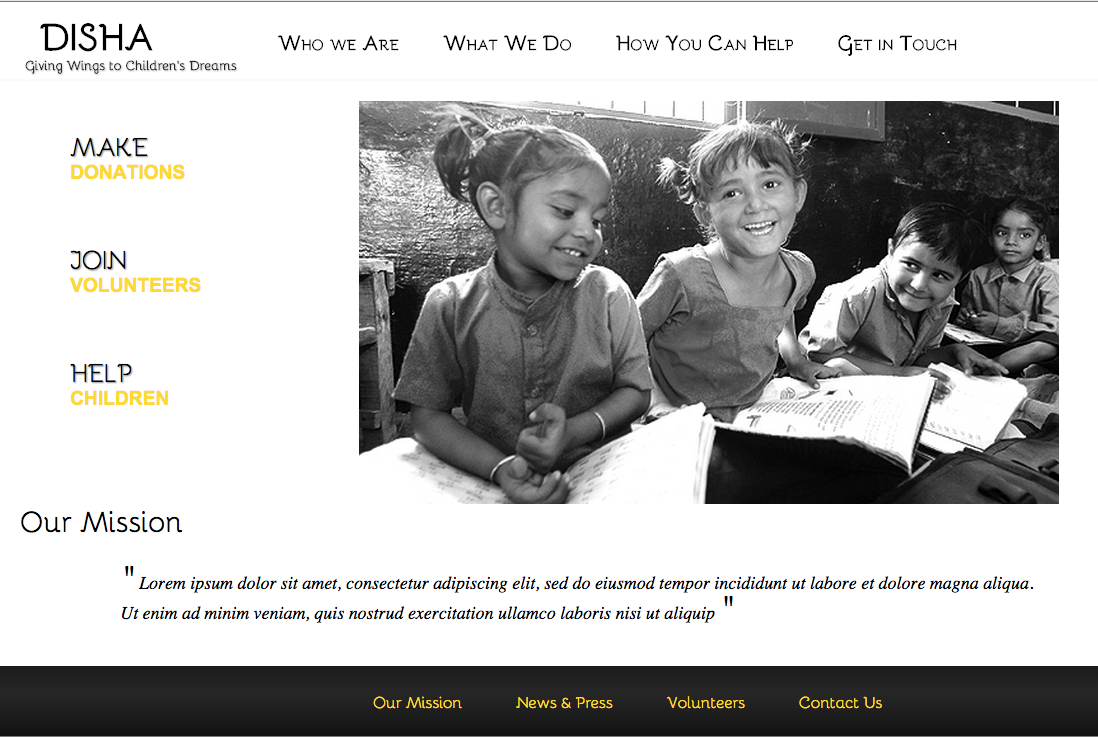 DISHA
Giving Wings to Children's Dreams
Who we Are
What We Do
How You Can Help
Get in Touch
MAKE
DONATIONS
JOIN
VOLUNTEERS
HELP
CHILDREN
Our Mission
" Lorem ipsum dolor sit amet, consectetur adipiscing elit, sed do eiusmod tempor incididunt ut labore et dolore magna aliqua.
Ut enim ad minim veniam, quis nostrud exercitation ullamco laboris nisi ut aliquip "
Our Mission
News & Press
Volunteers
Contact Us